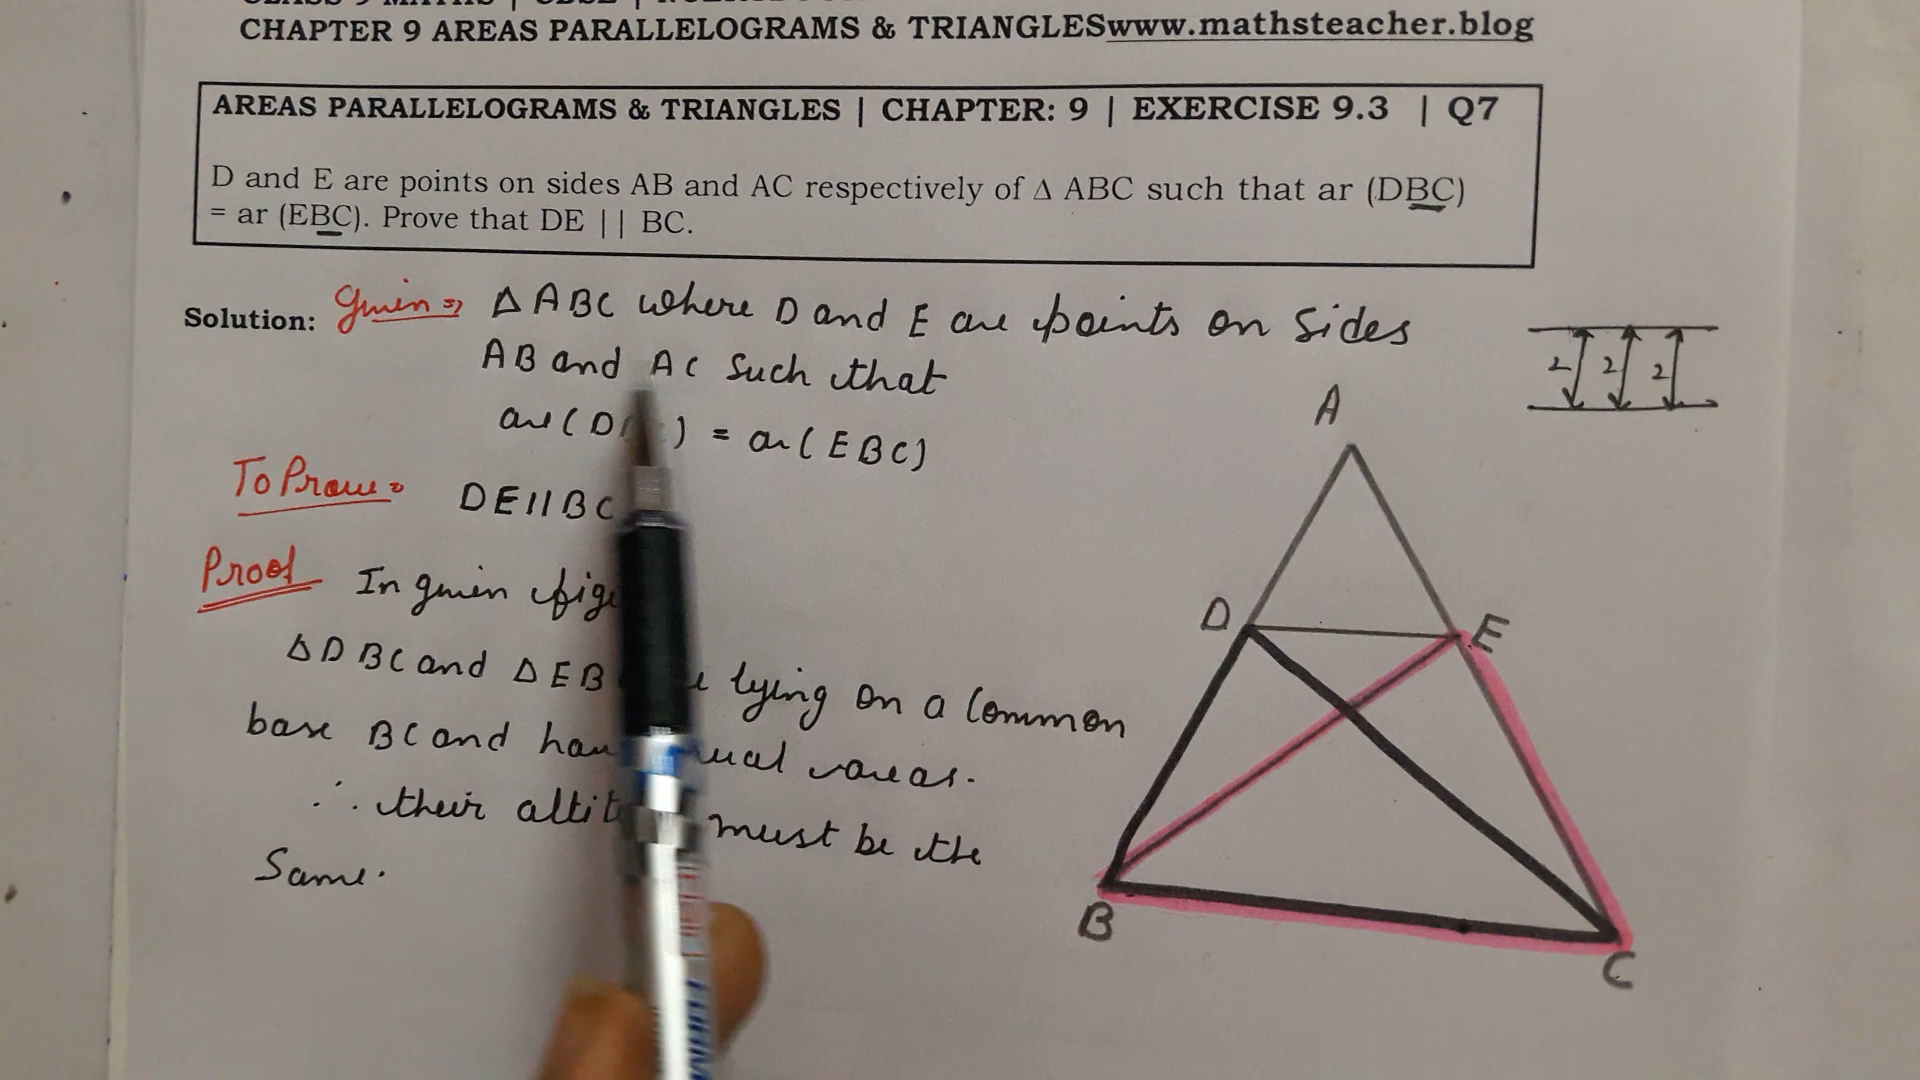 CHAPTER 9 AREAS PARALLELOGRAMS & TRIANGLESwww.mathsteacher.blog
AREAS PARALLELOGRAMS & TRIANGLES | CHAPTER: 9 | EXERCISE 9.3 | Q7
D and E are points on sides AB and AC respectively of Δ ABC such that ar (DBC)
= ar (EBC). Prove that DE || BC.
Solution: Given ⇒ Δ ABC where D and E are points on sides
AB and AC such that
ar(D ) = ar(EBC)
To Prove = DE||BC
Proof In given
ΔDBC and ΔEB lying on a common
base BC and areas.
∴ their must be the
Same.
2 2 2
A
D E
B
C